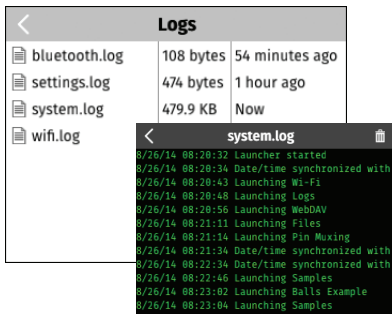 Logs
bluetooth.log 108 bytes 54 minutes ago
settings.log 474 bytes 1 hour ago
system.log 479.9 KB Now
wifi.log
system.log
8/26/14 08:20:32 Launcher started
8/26/14 08:20:34 Date/time synchronized with
8/26/14 08:20:43 Launching Wi-Fi
8/26/14 08:20:48 Launching Logs
8/26/14 08:20:56 Launching WebDAV
8/26/14 08:21:11 Launching Files
8/26/14 08:21:14 Launching Pin Muxing
8/26/14 08:21:34 Date/time synchronized with
8/26/14 08:22:34 Date/time synchronized with
8/26/14 08:22:46 Launching Samples
8/26/14 08:23:02 Launching Balls Example
8/26/14 08:23:04 Launching Samples